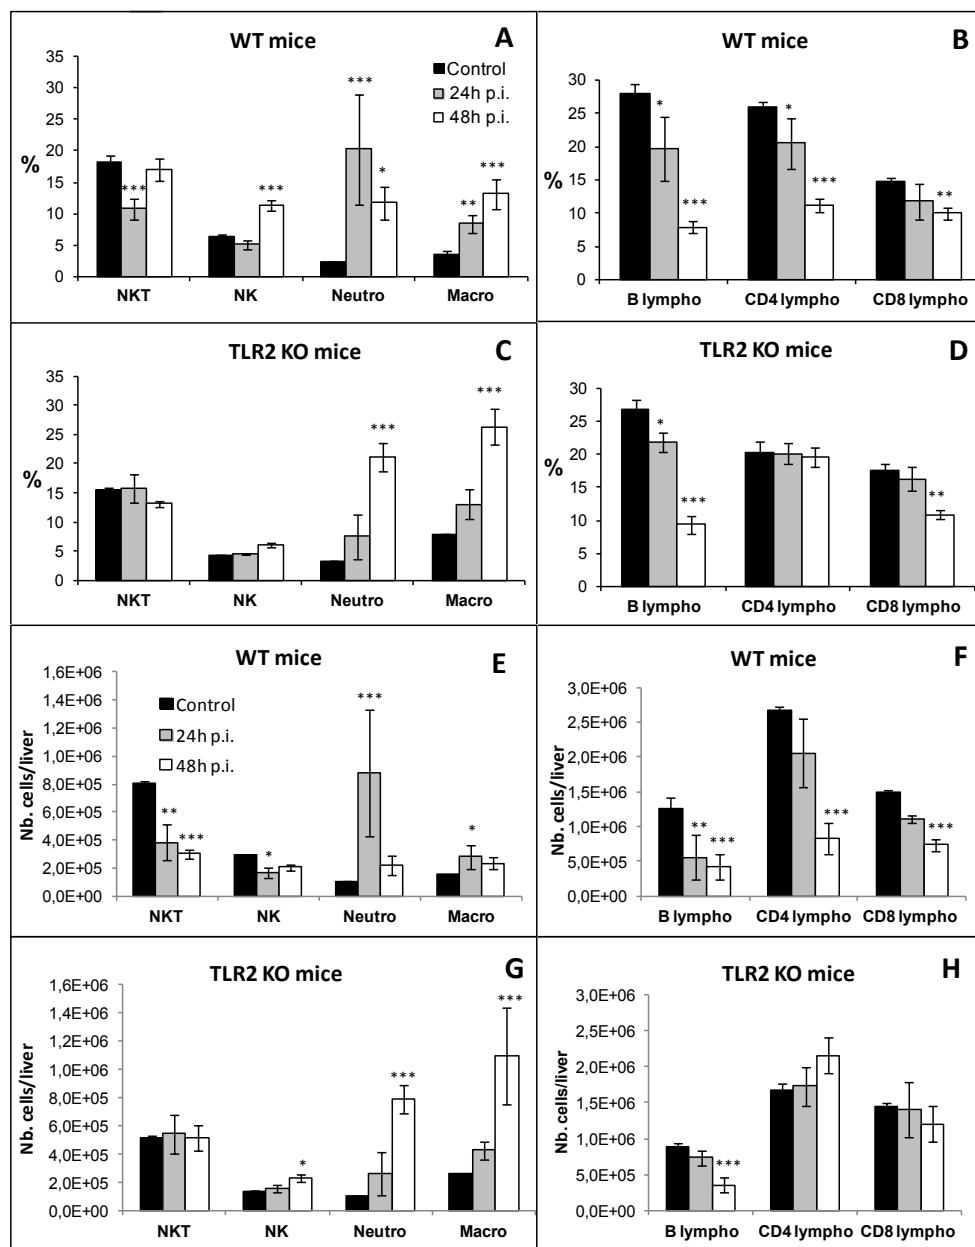 WT mice
A
Control
24h p.i.
48h p.i.
35
30
25
20
15
10
5
0
%
***
***
***
*
**
***
NKT NK Neutro Macro
WT mice
B
30
25
20
15
10
5
0
%
*
***
*
***
**
B lympho CD4 lympho CD8 lympho
TLR2 KO mice
C
35
30
25
20
15
10
5
0
%
***
***
NKT NK Neutro Macro
TLR2 KO mice
D
30
25
20
15
10
5
0
%
*
***
**
B lympho CD4 lympho CD8 lympho
WT mice
E
Control
24h p.i.
48h p.i.
1,6E+06
1,4E+06
1,2E+06
1,0E+06
8,0E+05
6,0E+05
4,0E+05
2,0E+05
0,0E+00
Nb. cells/liver
**
***
*
***
*
NKT NK Neutro Macro
WT mice
F
3,0E+06
2,5E+06
2,0E+06
1,5E+06
1,0E+06
5,0E+05
0,0E+00
Nb. cells/liver
**
***
***
***
B lympho CD4 lympho CD8 lympho
TLR2 KO mice
G
1,6E+06
1,4E+06
1,2E+06
1,0E+06
8,0E+05
6,0E+05
4,0E+05
2,0E+05
0,0E+00
Nb. cells/liver
*
***
***
NKT NK Neutro Macro
TLR2 KO mice
H
3,0E+06
2,5E+06
2,0E+06
1,5E+06
1,0E+06
5,0E+05
0,0E+00
Nb. cells/liver
***
B lympho CD4 lympho CD8 lympho